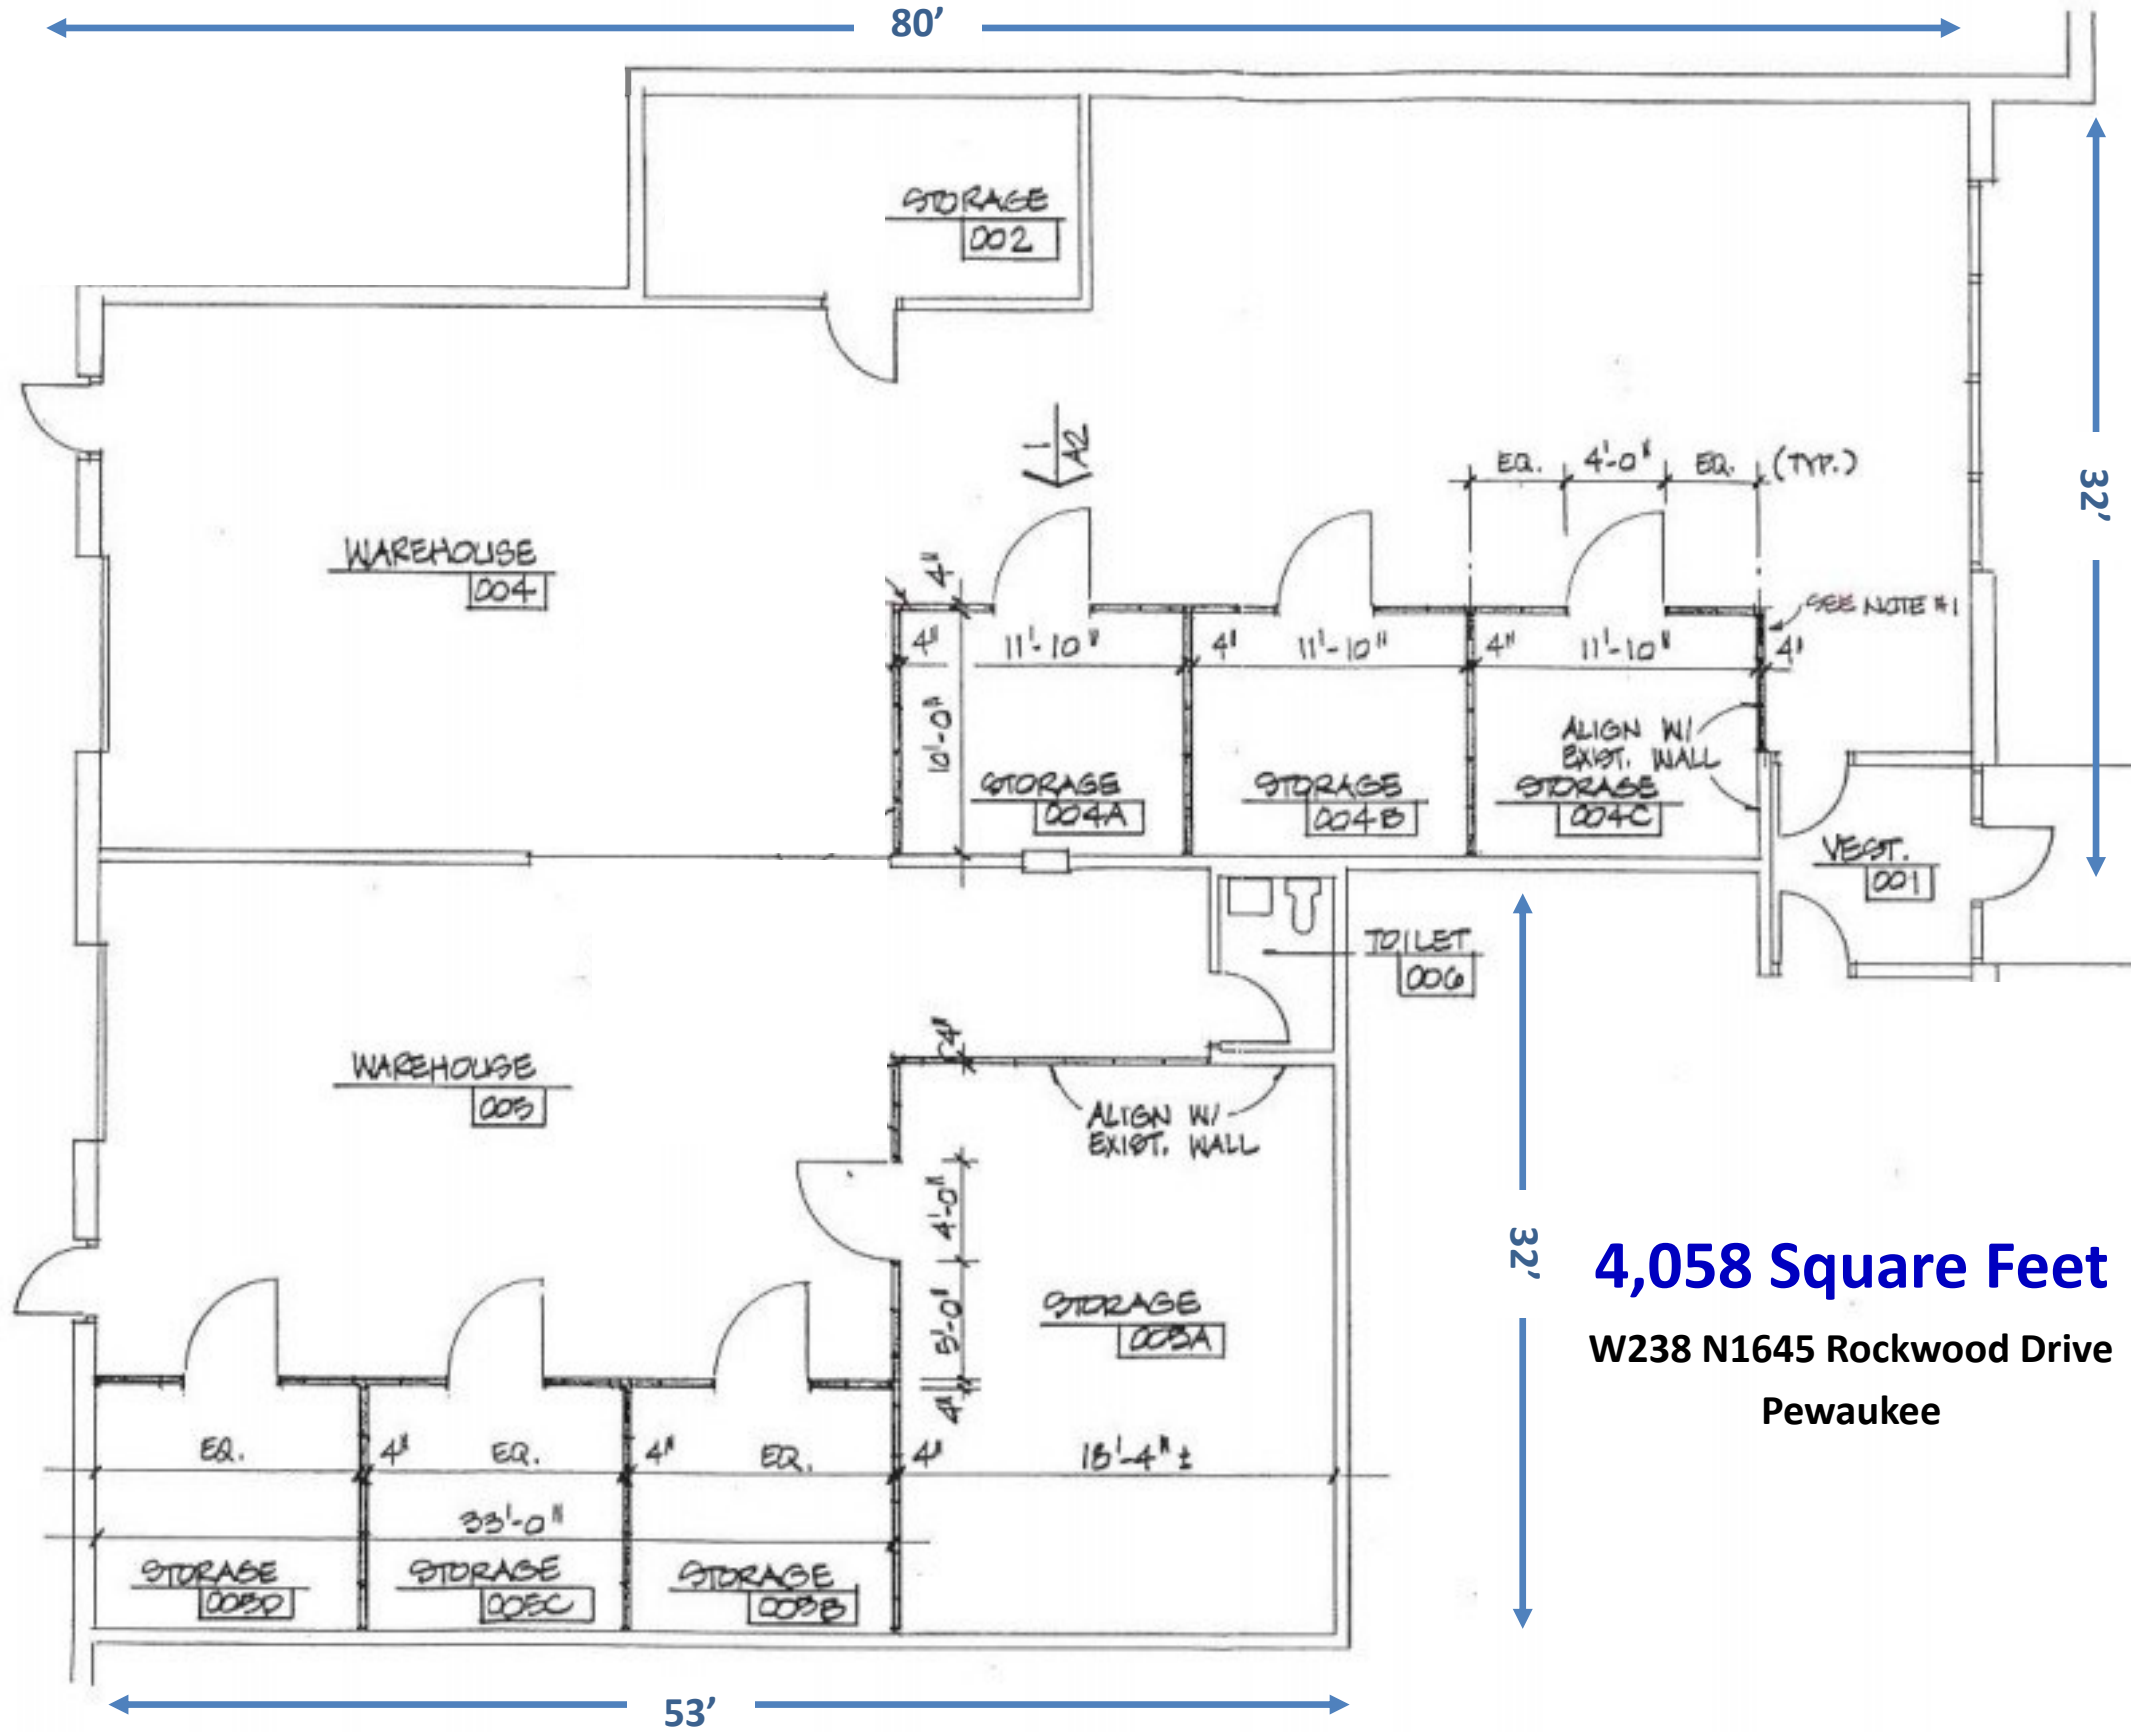 80’
STORAGE
002
32’
1
A2
EQ. 4'-0" EQ. (TYP.)
WAREHOUSE
004
4"
SEE NOTE #1
4" 11'-10" 4" 11'-10" 4" 11'-10" 4"
10'-0"
ALIGN W/
EXIST. WALL
STORAGE
004A
STORAGE
004B
STORAGE
004C
VEST.
001
TOILET
006
4"
WAREHOUSE
005
ALIGN W/
EXIST. WALL
4'-0"
32’
4,058 Square Feet
5'-0"
STORAGE
005A
W238 N1645 Rockwood Drive
Pewaukee
4"
EQ. 4" EQ. 4" EQ. 4" 18'-4" ±
33'-0"
STORAGE
005D
STORAGE
005C
STORAGE
005B
53’